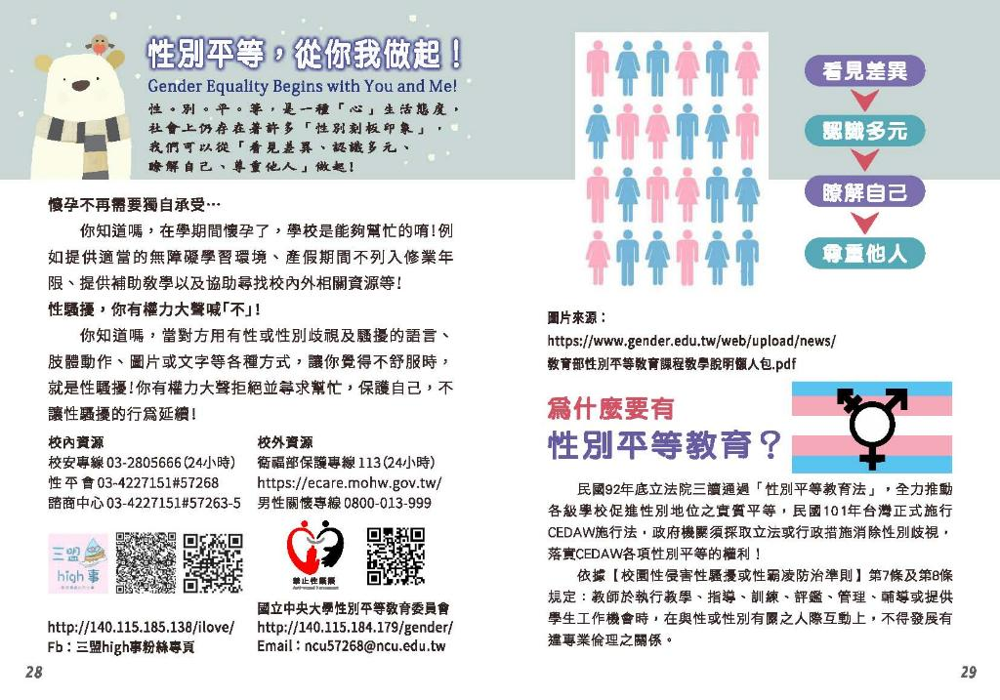 性別平等，從你我做起！
Gender Equality Begins with You and Me!
性。別。平。等，是一種「心」生活態度，
社會上仍存在著許多「性別刻板印象」，
我們可以從「看見差異、認識多元、
瞭解自己、尊重他人」做起！
懷孕不再需要獨自承受…
你知道嗎，在學期間懷孕了，學校是能夠幫忙的唷！例
如提供適當的無障礙學習環境、產假期間不列入修業年
限、提供補助教學以及協助尋找校內外相關資源等！
性騷擾，你有權力大聲喊「不」！
你知道嗎，當對方用有性或性別歧視及騷擾的語言、
肢體動作、圖片或文字等各種方式，讓你覺得不舒服時，
就是性騷擾！你有權力大聲拒絕並尋求幫忙，保護自己，不
讓性騷擾的行為延續！
校內資源
校安專線 03-2805666 (24小時)
性 平 會 03-4227151#57268
諮商中心 03-4227151#57263-5
三盟
high事
http://140.115.185.138/ilove/
Fb：三盟high事粉絲專頁
校外資源
衛福部保護專線 113 (24小時)
https://ecare.mohw.gov.tw/
男性關懷專線 0800-013-999
禁止性騷擾
國立中央大學性別平等教育委員會
http://140.115.184.179/gender/
Email：ncu57268@ncu.edu.tw
28
看見差異
認識多元
瞭解自己
尊重他人
圖片來源：
https://www.gender.edu.tw/web/upload/news/
教育部性別平等教育課程教學說明懶人包.pdf
為什麼要有
性別平等教育？
民國92年底立法院三讀通過「性別平等教育法」，全力推動
各級學校促進性別地位之實質平等，民國101年台灣正式施行
CEDAW施行法，政府機關須採取立法或行政措施消除性別歧視，
落實CEDAW各項性別平等的權利！
依據【校園性侵害性騷擾或性霸凌防治準則】第7條及第8條
規定：教師於執行教學、指導、訓練、評鑑、管理、輔導或提供
學生工作機會時，在與性或性別有關之人際互動上，不得發展有
違專業倫理之關係。
29